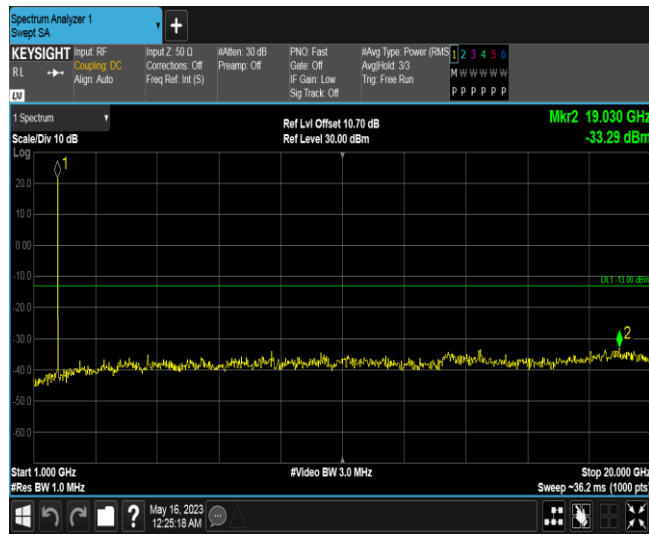 Spectrum Analyzer 1
Swept SA
+
KEYSIGHT
RL
LXI
Input: RF
Coupling: DC
Align: Auto
Input Z: 50 Ω
Corrections: Off
Freq Ref: Int (S)
#Atten: 30 dB
Preamp: Off
PNO: Fast
Gate: Off
IF Gain: Low
Sig Track: Off
#Avg Type: Power (RMS
Avg|Hold: 3/3
Trig: Free Run
1 2 3 4 5 6
M W W W W W
P P P P P P
1 Spectrum
Scale/Div 10 dB
Log
Ref Lvl Offset 10.70 dB
Ref Level 30.00 dBm
Mkr2 19.030 GHz
-33.29 dBm
1
20.0
10.0
0.00
-10.0
DL1 -13.00 dBm
-20.0
-30.0
2
-40.0
-50.0
-60.0
Start 1.000 GHz
#Res BW 1.0 MHz
#Video BW 3.0 MHz
Stop 20.000 GHz
Sweep ~36.2 ms (1000 pts)
?
May 16, 2023
12:25:18 AM